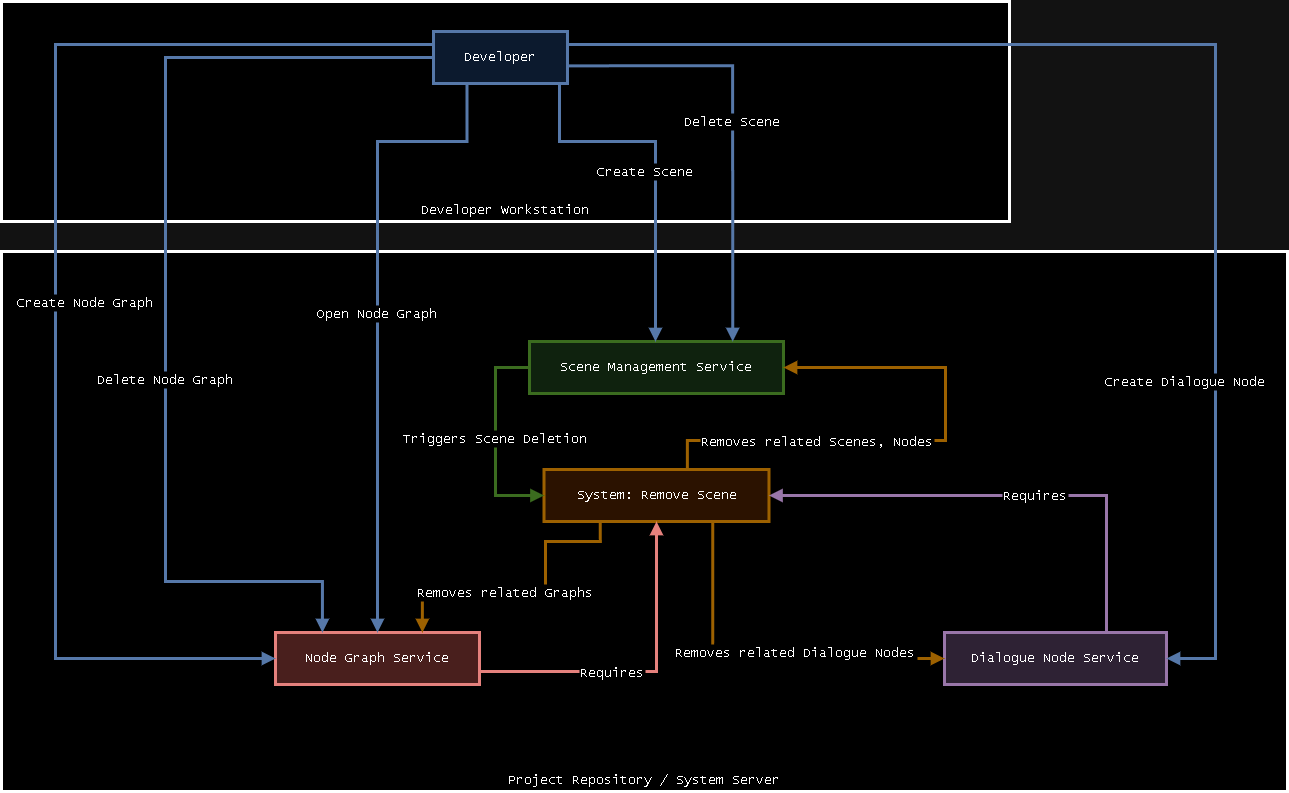 Developer
Delete Scene
Create Scene
Developer Workstation
Create Node Graph
Open Node Graph
Scene Management Service
Delete Node Graph
Create Dialogue Node
Triggers Scene Deletion
Removes related Scenes, Nodes
System: Remove Scene
Requires
Removes related Graphs
Removes related Dialogue Nodes
Node Graph Service
Dialogue Node Service
Requires
Project Repository / System Server